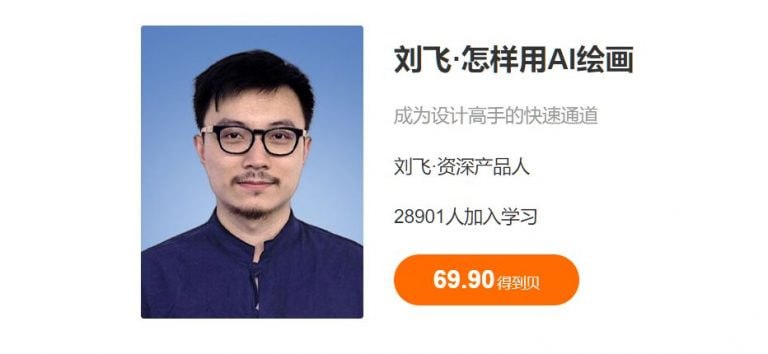 刘飞·怎样用AI绘画
成为设计高手的快速通道
刘飞·资深产品人
28901人加入学习
69.90得到贝